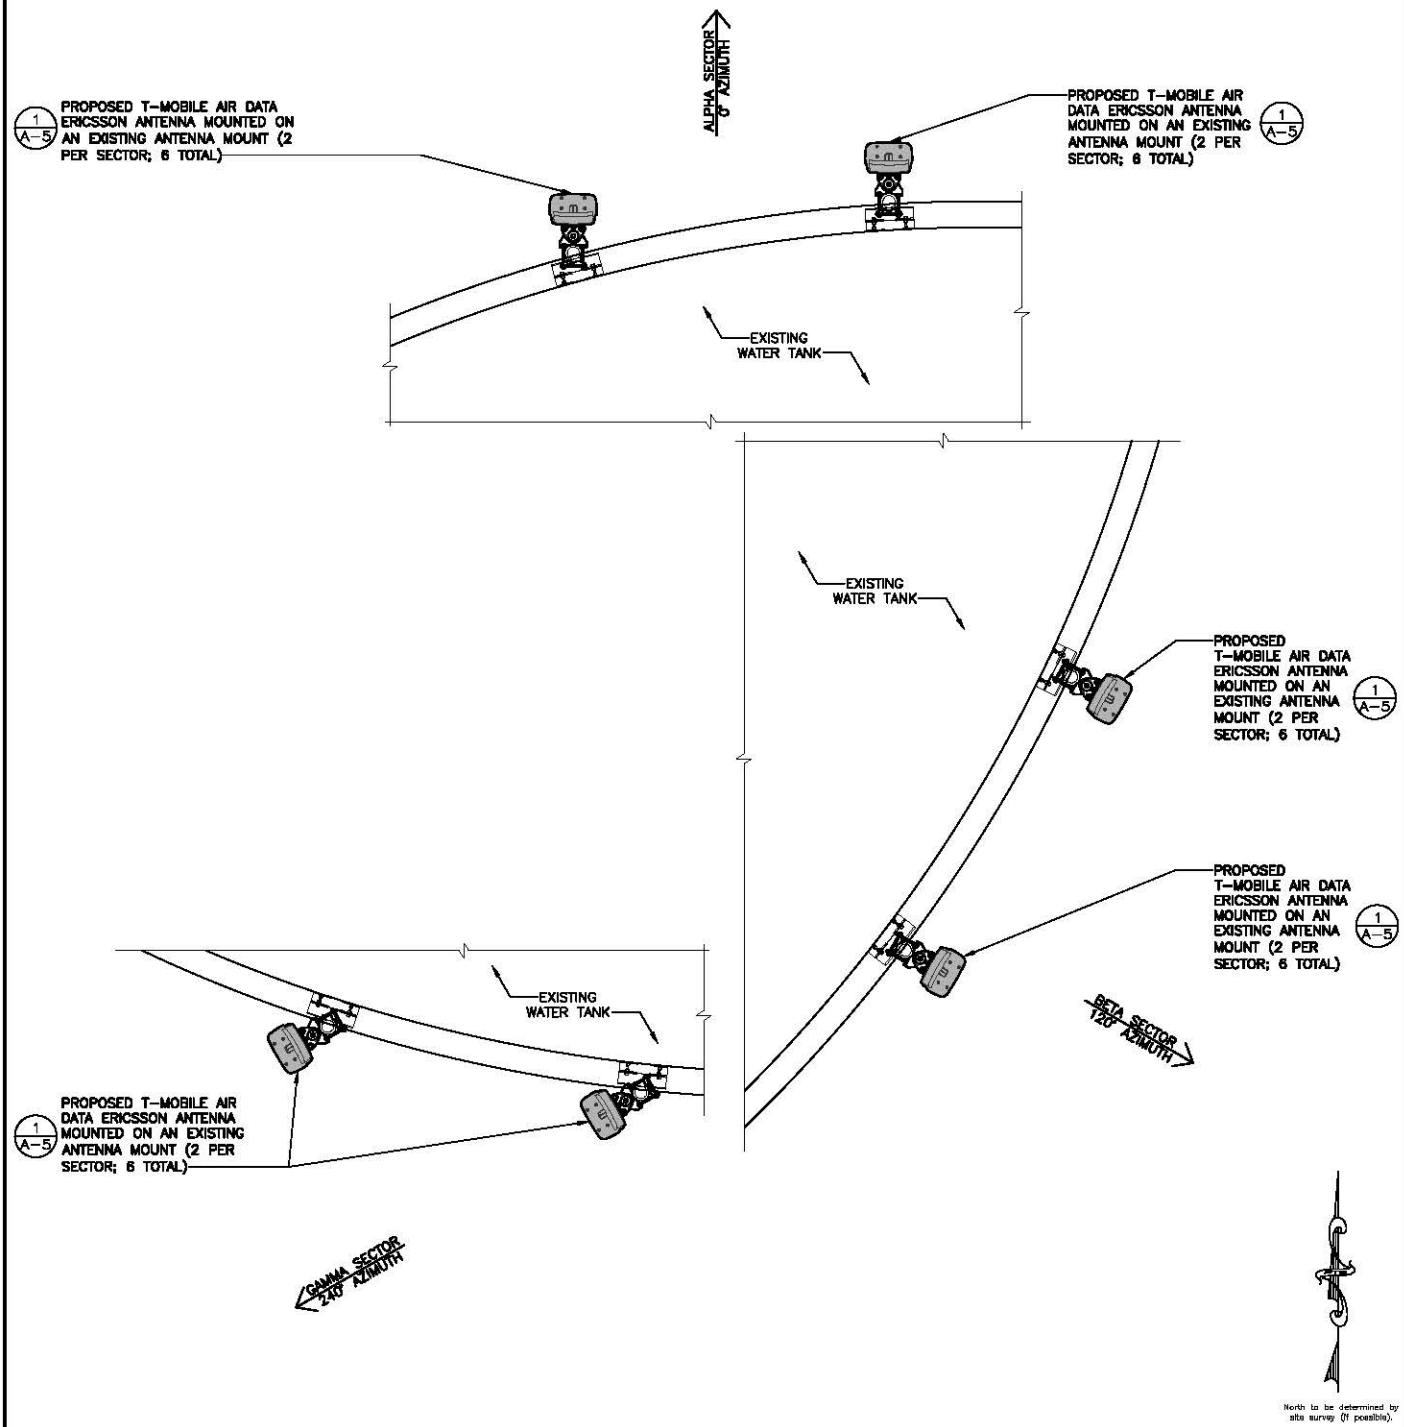 ALPHA SECTOR
0° AZIMUTH
1
A-5
PROPOSED T-MOBILE AIR DATA
ERICSSON ANTENNA MOUNTED ON
AN EXISTING ANTENNA MOUNT (2
PER SECTOR; 6 TOTAL)
PROPOSED T-MOBILE AIR
DATA ERICSSON ANTENNA
MOUNTED ON AN EXISTING
ANTENNA MOUNT (2 PER
SECTOR; 6 TOTAL)
1
A-5
EXISTING
WATER TANK
EXISTING
WATER TANK
PROPOSED
T-MOBILE AIR DATA
ERICSSON ANTENNA
MOUNTED ON AN
EXISTING ANTENNA
MOUNT (2 PER
SECTOR; 6 TOTAL)
1
A-5
PROPOSED
T-MOBILE AIR DATA
ERICSSON ANTENNA
MOUNTED ON AN
EXISTING ANTENNA
MOUNT (2 PER
SECTOR; 6 TOTAL)
1
A-5
EXISTING
WATER TANK
BETA SECTOR
120° AZIMUTH
1
A-5
PROPOSED T-MOBILE AIR
DATA ERICSSON ANTENNA
MOUNTED ON AN EXISTING
ANTENNA MOUNT (2 PER
SECTOR; 6 TOTAL)
GAMMA SECTOR
240° AZIMUTH
North to be determined by
site survey (if possible).